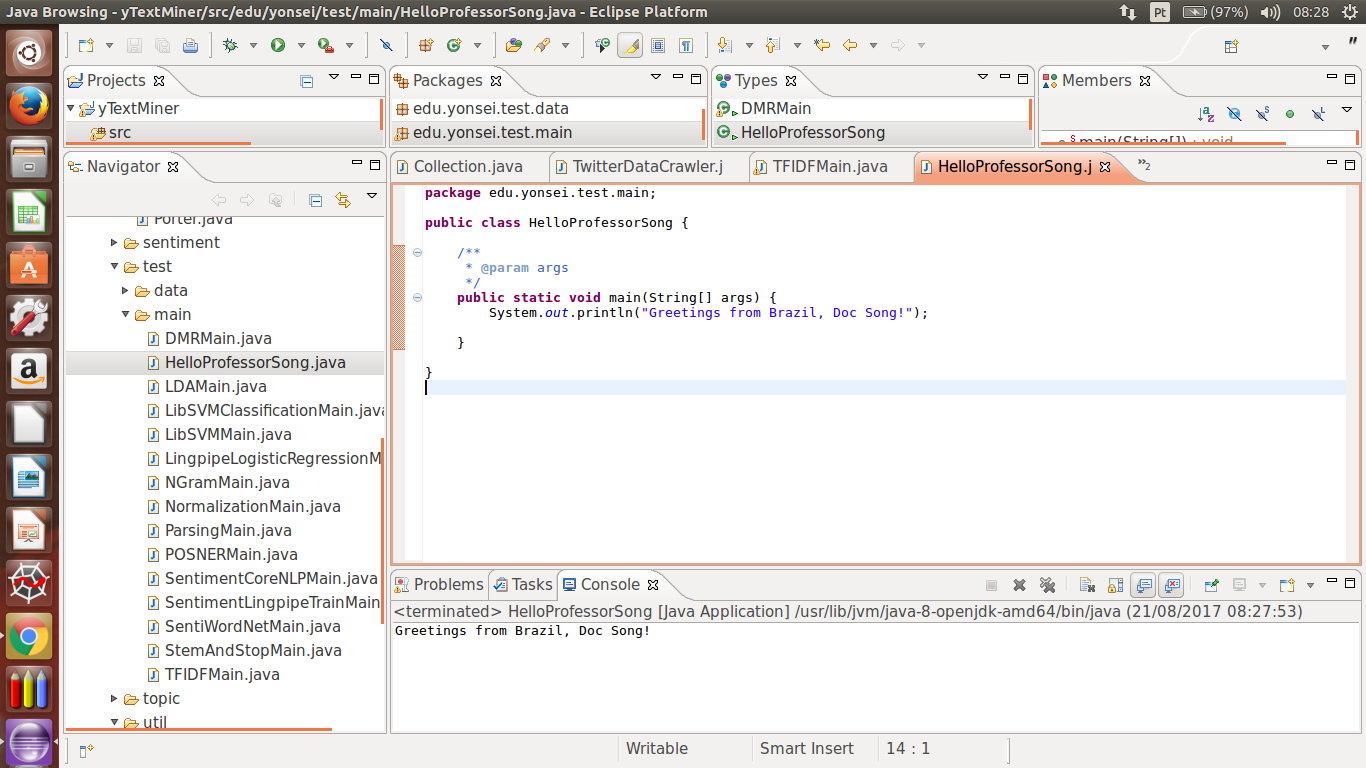 Java Browsing - yTextMiner/src/edu/yonsei/test/main/HelloProfessorSong.java - Eclipse Platform
Pt
(97%)
08:28
Projects
Packages
Types
Members
yTextMiner
src
edu.yonsei.test.data
edu.yonsei.test.main
DMRMain
HelloProfessorSong
main(String[]) : void
Navigator
Porter.java
sentiment
test
data
main
DMRMain.java
HelloProfessorSong.java
LDAMain.java
LibSVMClassificationMain.java
LibSVMMain.java
LingpipeLogisticRegressionM
NGramMain.java
NormalizationMain.java
ParsingMain.java
POSNERMain.java
SentimentCoreNLPMain.java
SentimentLingpipeTrainMain
SentiWordNetMain.java
StemAndStopMain.java
TFIDFMain.java
topic
util
Collection.java
TwitterDataCrawler.j
TFIDFMain.java
HelloProfessorSong.j
»2
package edu.yonsei.test.main;
public class HelloProfessorSong {
/**
* @param args
*/
public static void main(String[] args) {
System.out.println("Greetings from Brazil, Doc Song!");
}
}
Problems
Tasks
Console
<terminated> HelloProfessorSong [Java Application] /usr/lib/jvm/java-8-openjdk-amd64/bin/java (21/08/2017 08:27:53)
Greetings from Brazil, Doc Song!
Writable
Smart Insert
14 : 1